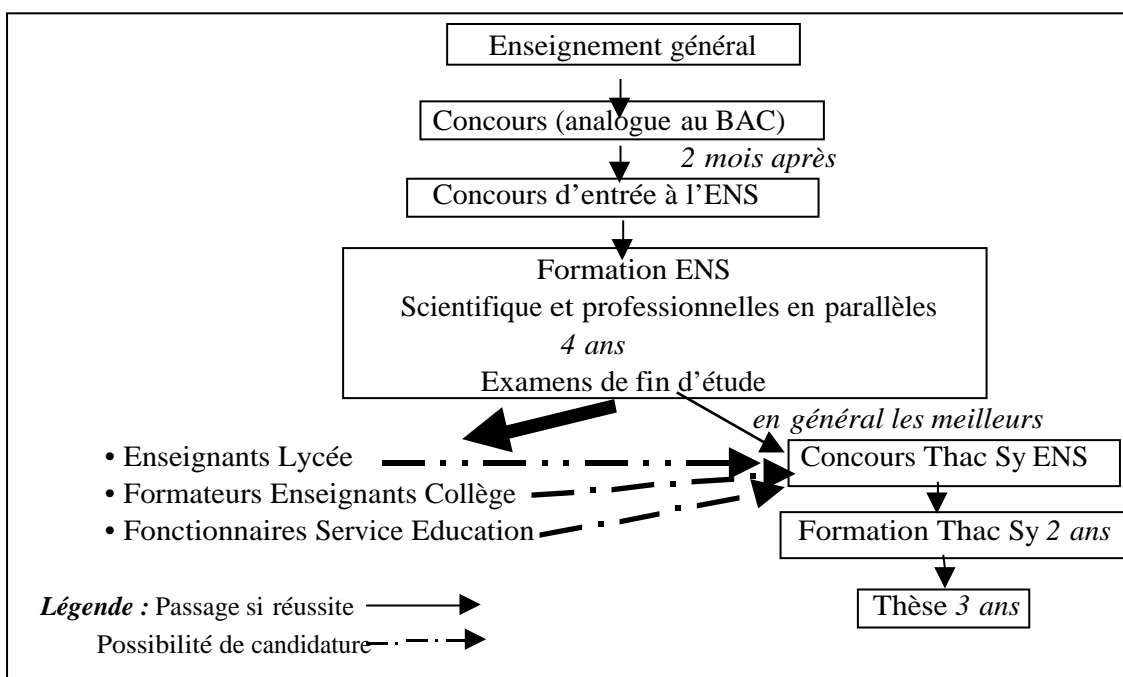 Enseignement général
Concours (analogue au BAC)
2 mois après
Concours d’entrée à l’ENS
Formation ENS
Scientifique et professionnelles en parallèles
4 ans
Examens de fin d’étude
en général les meilleurs
• Enseignants Lycée
Concours Thac Sy ENS
• Formateurs Enseignants Collège
• Fonctionnaires Service Education
Formation Thac Sy 2 ans
Thèse 3 ans
Légende : Passage si réussite
Possibilité de candidature